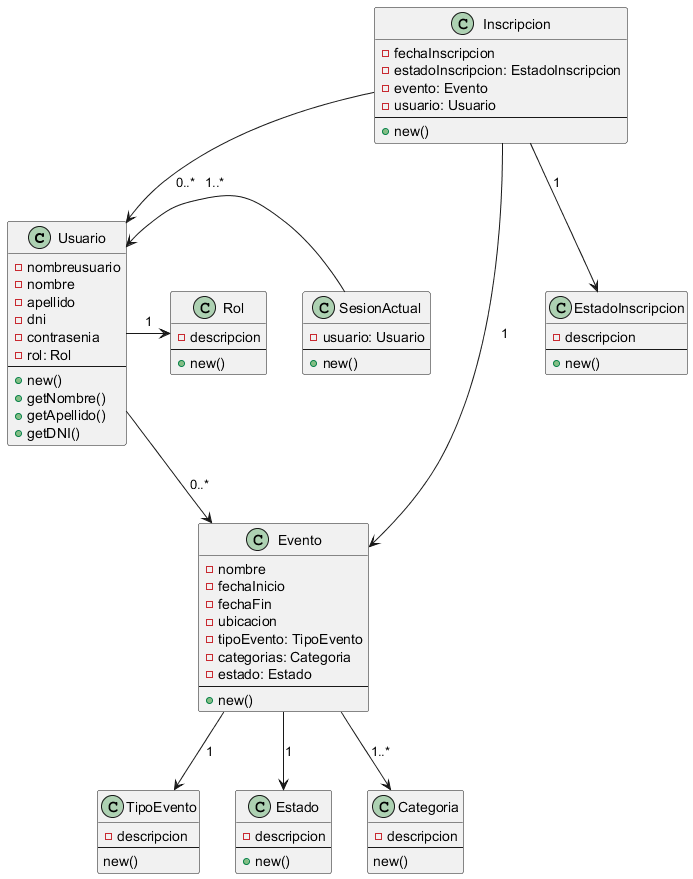 C Inscripcion
fechaInscripcion
estadoInscripcion: EstadoInscripcion
evento: Evento
usuario: Usuario
new()
0..*
1..*
1
C Usuario
nombreusuario
nombre
apellido
dni
contrasenia
rol: Rol
new()
getNombre()
getApellido()
getDNI()
1
C Rol
descripcion
new()
C SesionActual
usuario: Usuario
new()
1
C EstadoInscripcion
descripcion
new()
0..*
C Evento
nombre
fechaInicio
fechaFin
ubicacion
tipoEvento: TipoEvento
categorias: Categoria
estado: Estado
new()
1
1
1..*
C TipoEvento
descripcion
new()
C Estado
descripcion
new()
C Categoria
descripcion
new()